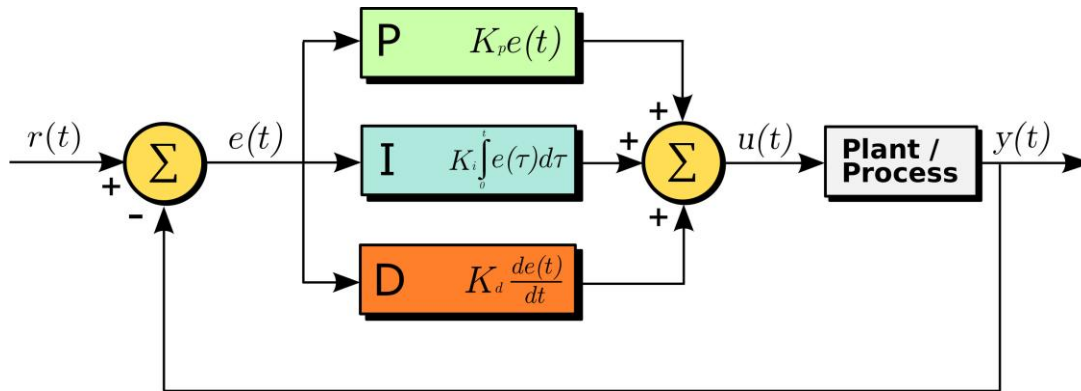 r(t)
+
-
Σ
e(t)
P K_p e(t)
I K_i ∫_0^t e(τ)dτ
D K_d de(t)/dt
+
+
+
Σ
u(t)
Plant /
Process
y(t)